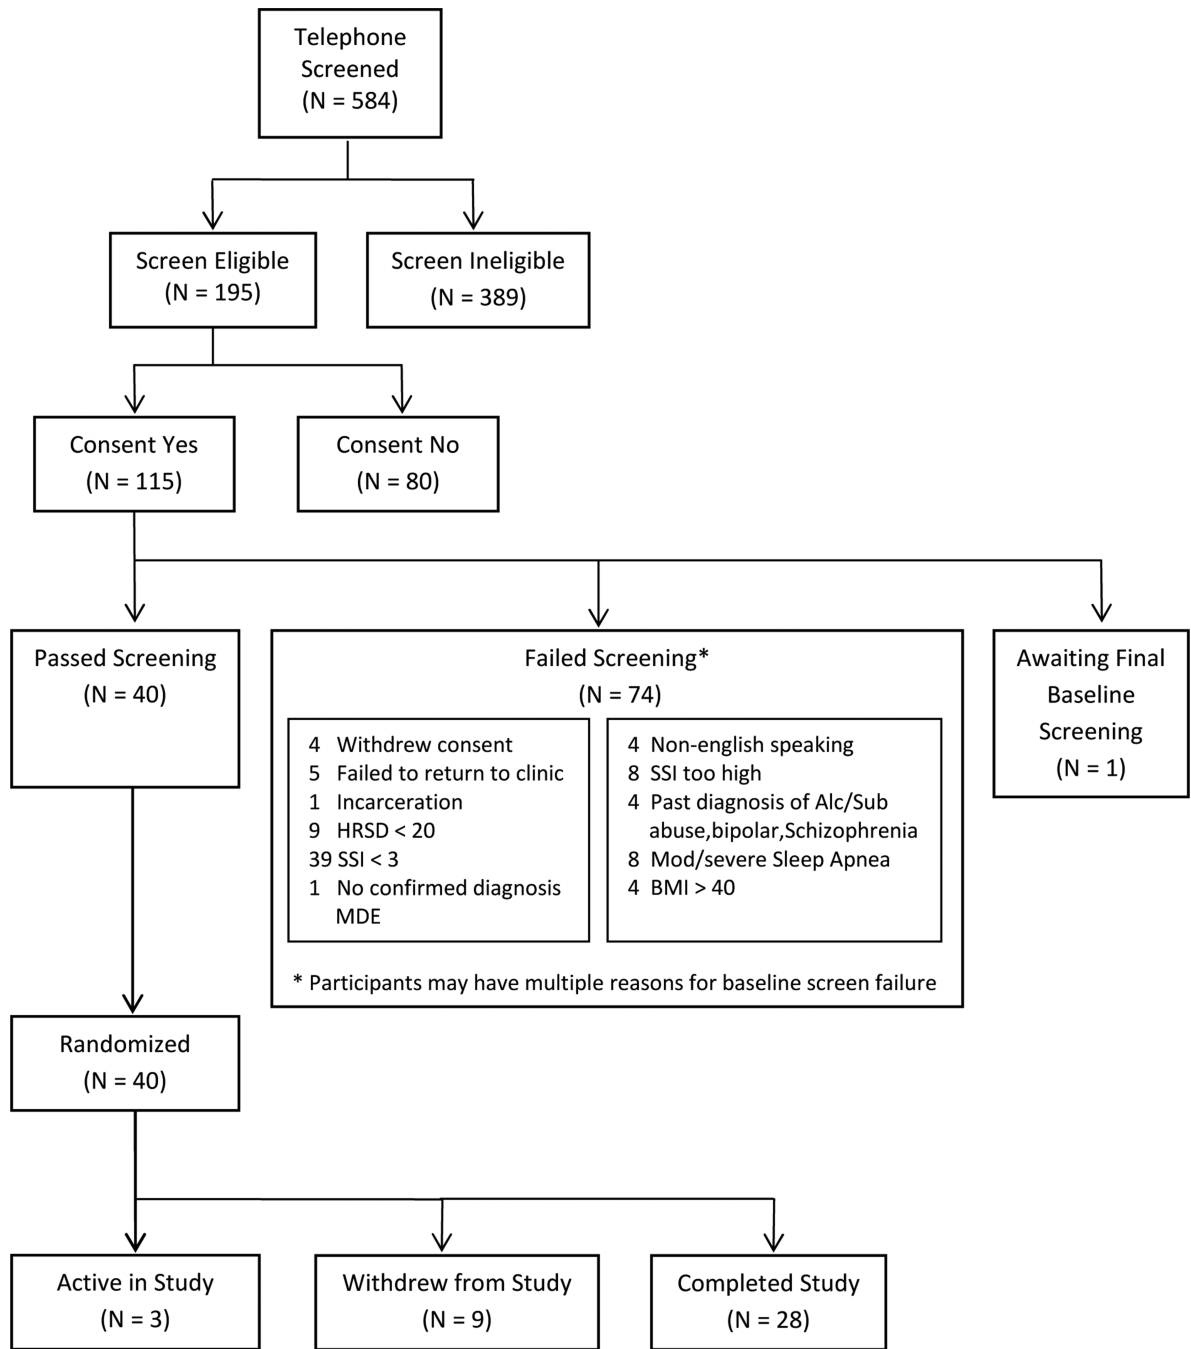 Telephone
Screened
(N = 584)
Screen Eligible
(N = 195)
Screen Ineligible
(N = 389)
Consent Yes
(N = 115)
Consent No
(N = 80)
Passed Screening
(N = 40)
Failed Screening*
(N = 74)
4 Withdrew consent
5 Failed to return to clinic
1 Incarceration
9 HRSD < 20
39 SSI < 3
1 No confirmed diagnosis
MDE
4 Non-english speaking
8 SSI too high
4 Past diagnosis of Alc/Sub
abuse,bipolar,Schizophrenia
8 Mod/severe Sleep Apnea
4 BMI > 40
* Participants may have multiple reasons for baseline screen failure
Awaiting Final
Baseline
Screening
(N = 1)
Randomized
(N = 40)
Active in Study
(N = 3)
Withdrew from Study
(N = 9)
Completed Study
(N = 28)